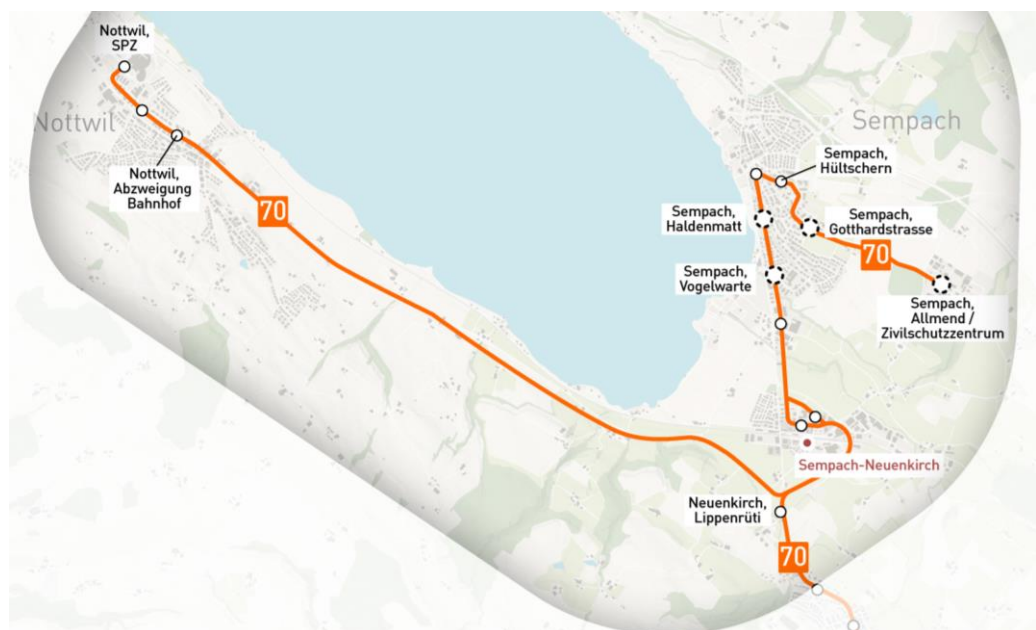 Nottwil,
SPZ
Nottwil
Nottwil,
Abzweigung
Bahnhof
70
Sempach
Sempach,
Hültschern
Sempach,
Haldenmatt
Sempach,
Gotthardstrasse
70
Sempach,
Vogelwarte
Sempach,
Allmend /
Zivilschutzzentrum
Sempach-Neuenkirch
Neuenkirch,
Lippenrüti
70